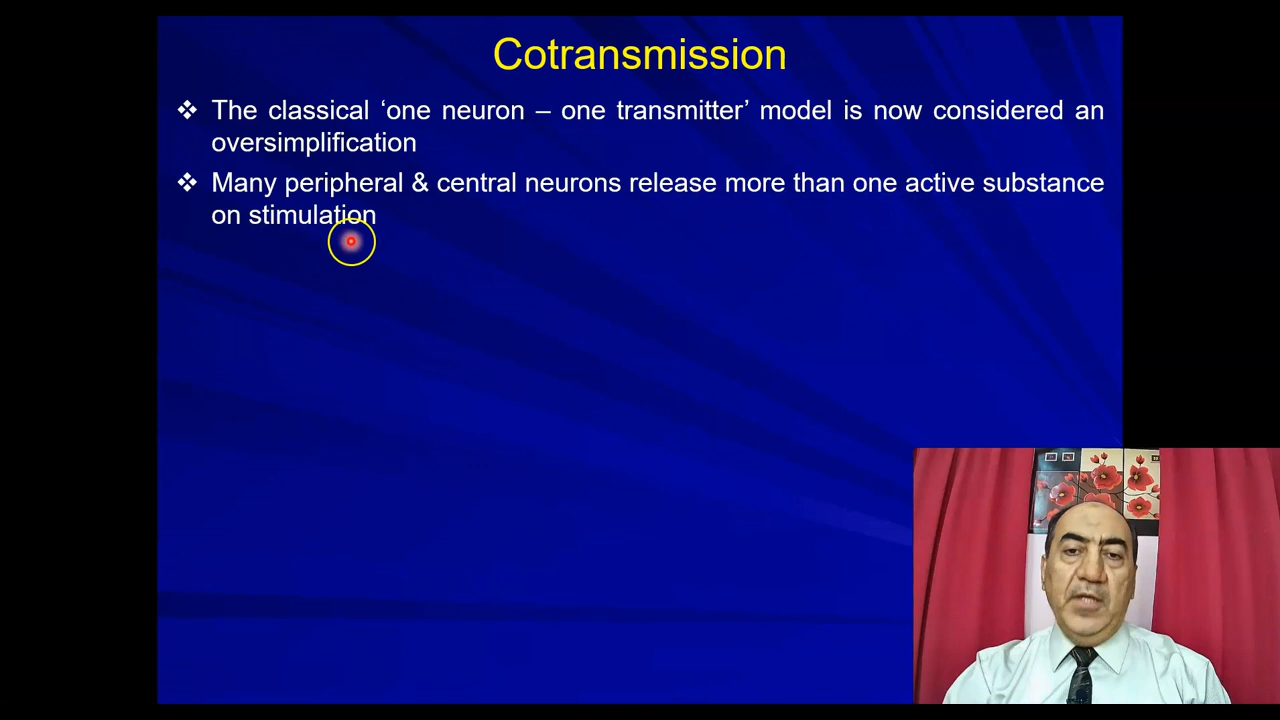 Cotransmission
❖ The classical ‘one neuron – one transmitter’ model is now considered an
oversimplification
❖ Many peripheral & central neurons release more than one active substance
on stimulation